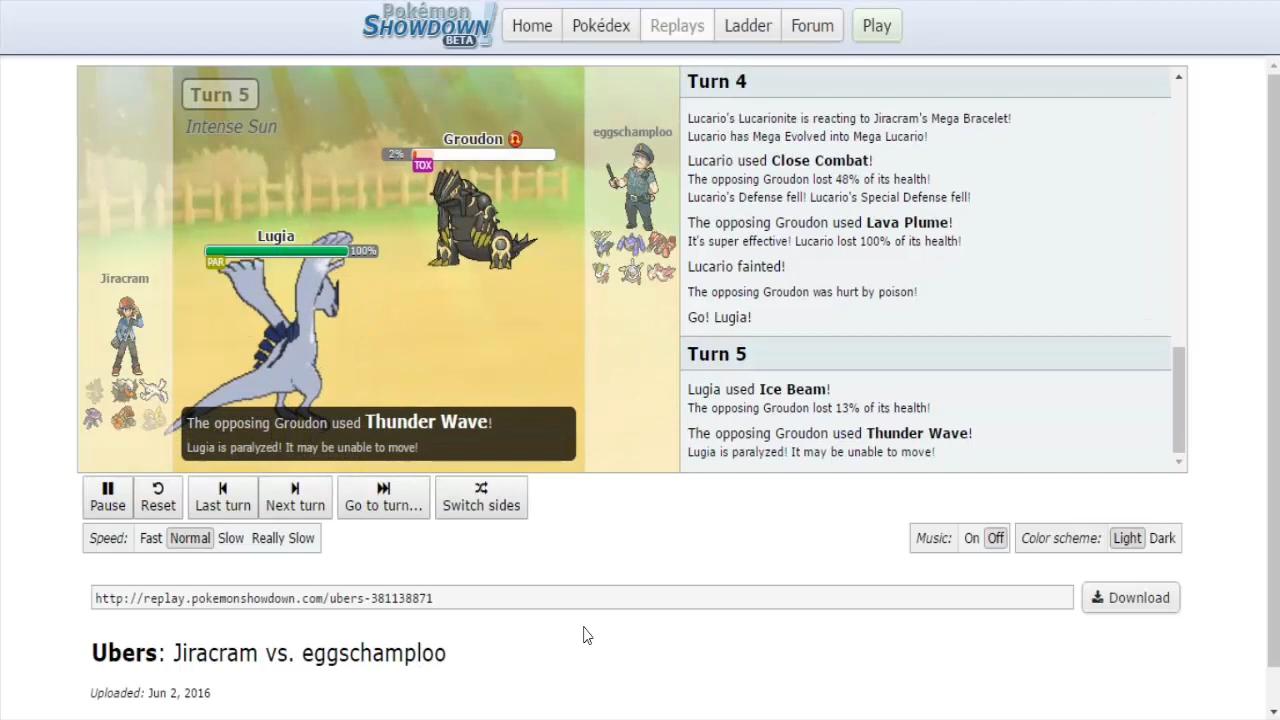 Pokémon
SHOWDOWN!
BETA
Home
Pokédex
Replays
Ladder
Forum
Play
Turn 5
Intense Sun
Groudon
2%
TOX
Lugia
100%
PAR
Jiracram
eggschamploo
The opposing Groudon used Thunder Wave!
Lugia is paralyzed! It may be unable to move!
Turn 4
Lucario's Lucarionite is reacting to Jiracram's Mega Bracelet!
Lucario has Mega Evolved into Mega Lucario!
Lucario used Close Combat!
The opposing Groudon lost 48% of its health!
Lucario's Defense fell! Lucario's Special Defense fell!
The opposing Groudon used Lava Plume!
It's super effective! Lucario lost 100% of its health!
Lucario fainted!
The opposing Groudon was hurt by poison!
Go! Lugia!
Turn 5
Lugia used Ice Beam!
The opposing Groudon lost 13% of its health!
The opposing Groudon used Thunder Wave!
Lugia is paralyzed! It may be unable to move!
Pause
Reset
Last turn
Next turn
Go to turn...
Switch sides
Speed: Fast Normal Slow Really Slow
Music: On Off
Color scheme: Light Dark
http://replay.pokemonshowdown.com/ubers-381138871
Download
Ubers: Jiracram vs. eggschamploo
Uploaded: Jun 2, 2016